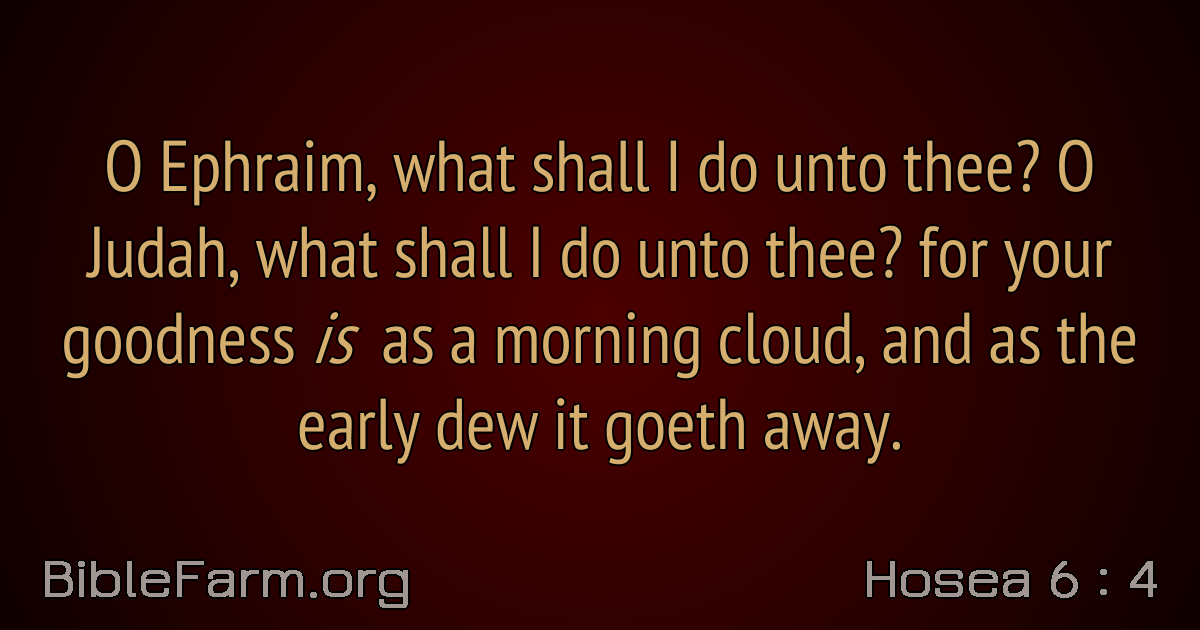 O Ephraim, what shall I do unto thee? O
Judah, what shall I do unto thee? for your
goodness is as a morning cloud, and as the
early dew it goeth away.
BibleFarm.org
Hosea 6 : 4